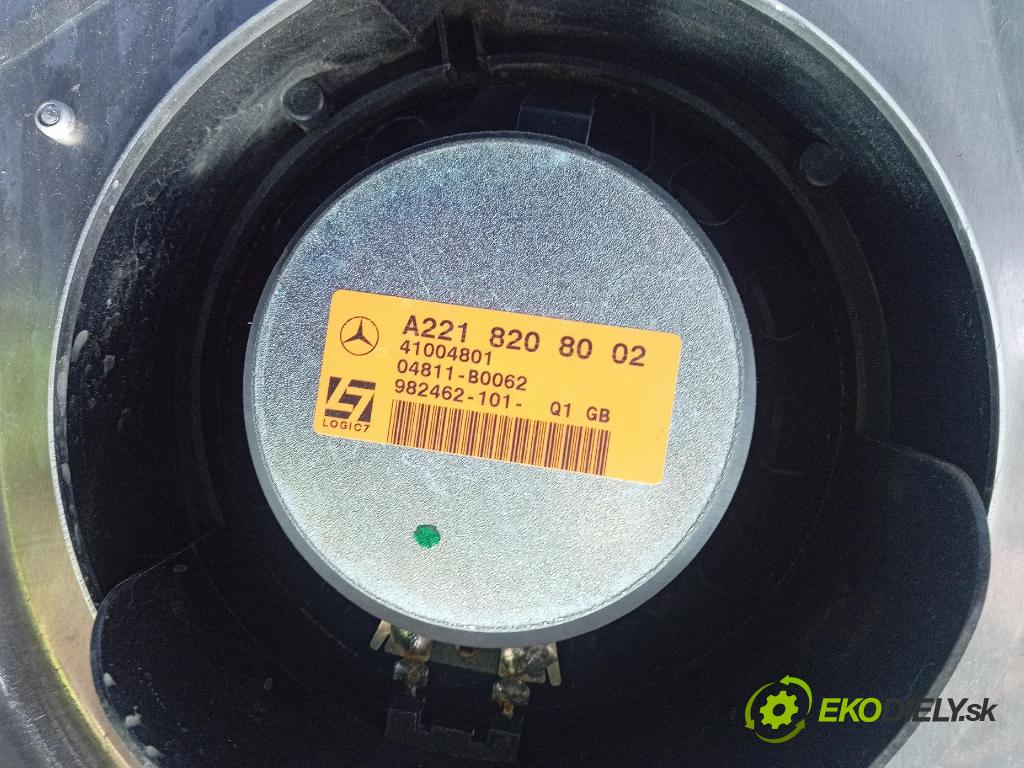 A221 820 80 02
41004801
04811-B0062
982462-101- Q1 GB
LOGIC7
EKODIELY.sk